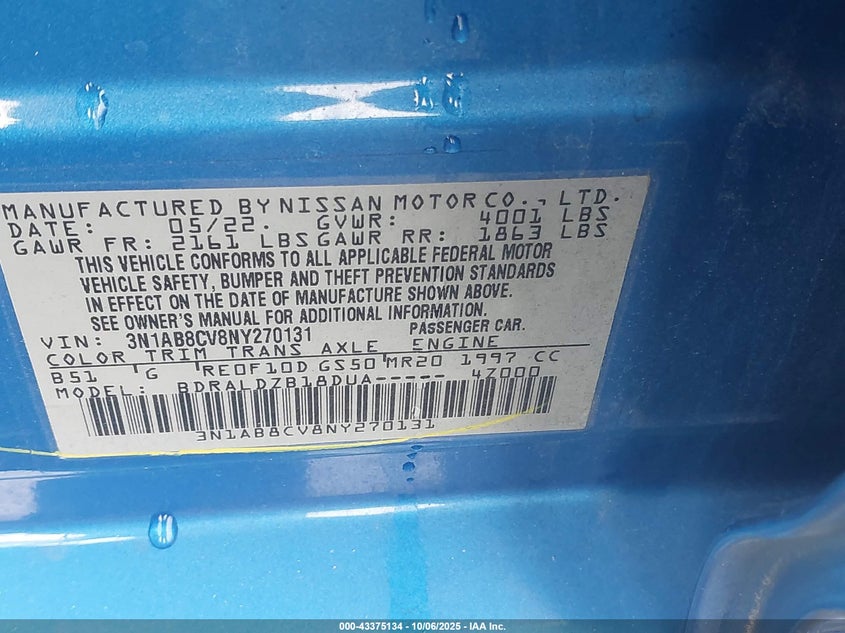 MANUFACTURED BY NISSAN MOTOR CO., LTD.
DATE: 05/22. GVWR: 4001 LBS
GAWR FR: 2161 LBS GAWR RR: 1863 LBS
THIS VEHICLE CONFORMS TO ALL APPLICABLE FEDERAL MOTOR
VEHICLE SAFETY, BUMPER AND THEFT PREVENTION STANDARDS
IN EFFECT ON THE DATE OF MANUFACTURE SHOWN ABOVE.
SEE OWNER'S MANUAL FOR ADDITIONAL INFORMATION.
VIN: 3N1AB8CV8NY270131 PASSENGER CAR.
COLOR TRIM TRANS AXLE ENGINE
B51 G RE0F10D GS50 MR20 1997 CC
MODEL: BDRALDZB18DUA----- 47000
3N1AB8CV8NY270131
000-43375134 - 10/06/2025 - IAA Inc.